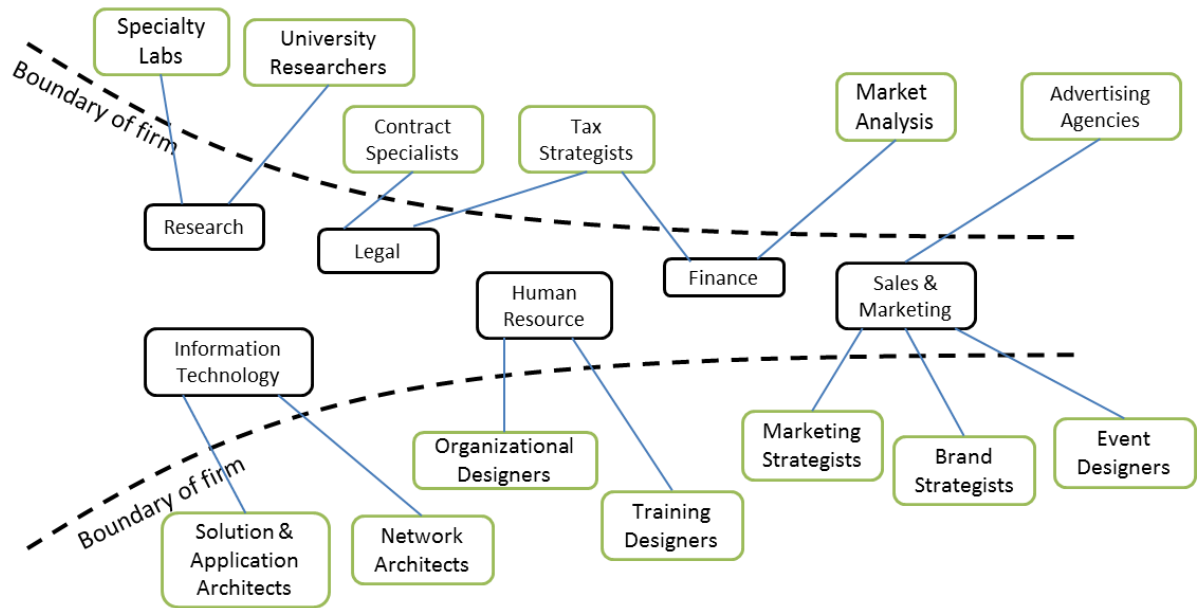 Specialty
Labs
University
Researchers
Boundary of firm
Contract
Specialists
Tax
Strategists
Market
Analysis
Advertising
Agencies
Research
Legal
Finance
Sales &
Marketing
Human
Resource
Information
Technology
Organizational
Designers
Marketing
Strategists
Brand
Strategists
Event
Designers
Boundary of firm
Solution &
Application
Architects
Network
Architects
Training
Designers